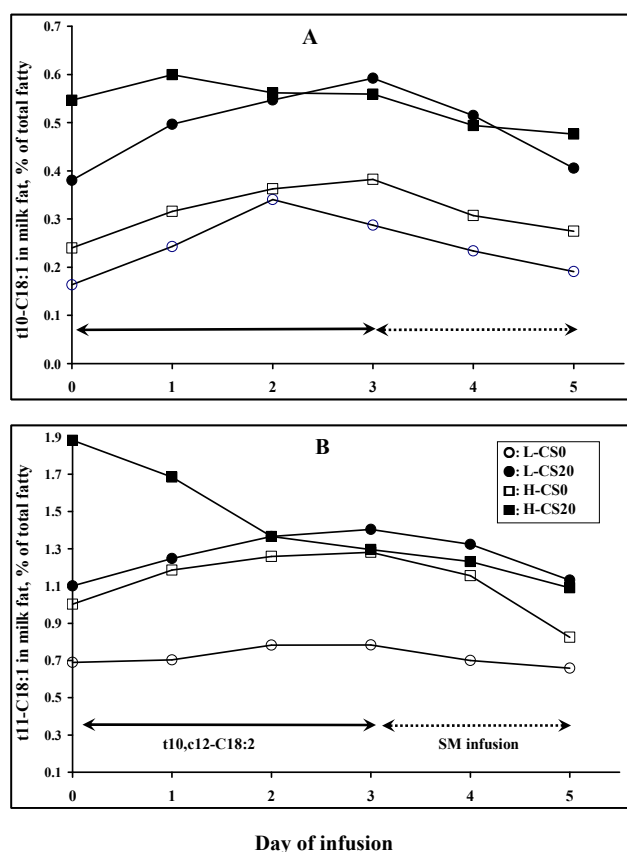 A
t10-C18:1 in milk fat, % of total fatty
0.7
0.6
0.5
0.4
0.3
0.2
0.1
0.0
0 1 2 3 4 5
B
t11-C18:1 in milk fat, % of total fatty
1.9
1.7
1.5
1.3
1.1
0.9
0.7
0.5
0.3
0.1
: L-CS0
: L-CS20
: H-CS0
: H-CS20
t10,c12-C18:2 SM infusion
0 1 2 3 4 5
Day of infusion